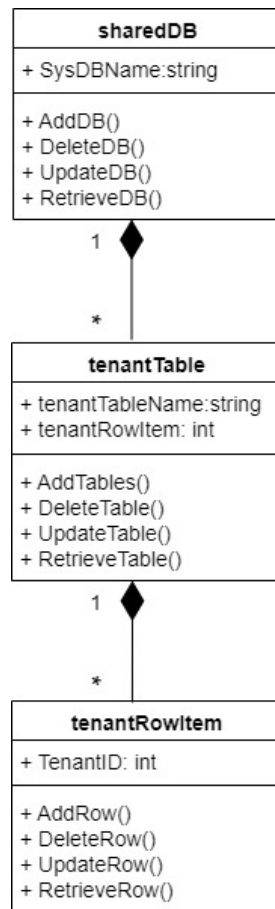 sharedDB
+ SysDBName:string
+ AddDB()
+ DeleteDB()
+ UpdateDB()
+ RetrieveDB()
1
*
tenantTable
+ tenantTableName:string
+ tenantRowItem: int
+ AddTables()
+ DeleteTable()
+ UpdateTable()
+ RetrieveTable()
1
*
tenantRowItem
+ TenantID: int
+ AddRow()
+ DeleteRow()
+ UpdateRow()
+ RetrieveRow()